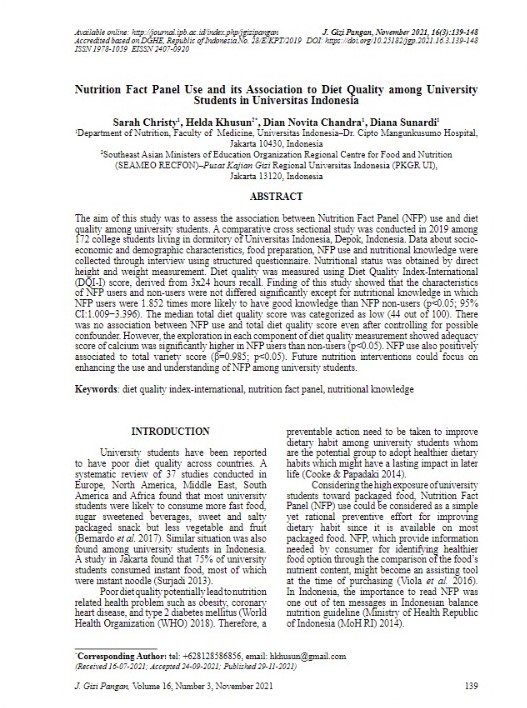 Available online: http://journal.ipb.ac.id/index.php/jgizipangan J. Gizi Pangan, November 2021, 16(3):139-148
Accredited based on DGHE, Republic of Indonesia No. 28/E/KPT/2019 DOI: https://doi.org/10.25182/jgp.2021.16.3.139-148
ISSN 1978-1059 EISSN 2407-0920
Nutrition Fact Panel Use and its Association to Diet Quality among University
Students in Universitas Indonesia
Sarah Christy¹, Helda Khusun²*, Dian Novita Chandra¹, Diana Sunardi¹
¹Department of Nutrition, Faculty of Medicine, Universitas Indonesia–Dr. Cipto Mangunkusumo Hospital,
Jakarta 10430, Indonesia
²Southeast Asian Ministers of Education Organization Regional Centre for Food and Nutrition
(SEAMEO RECFON)–Pusat Kajian Gizi Regional Universitas Indonesia (PKGR UI),
Jakarta 13120, Indonesia
ABSTRACT
The aim of this study was to assess the association between Nutrition Fact Panel (NFP) use and diet
quality among university students. A comparative cross sectional study was conducted in 2019 among
172 college students living in dormitory of Universitas Indonesia, Depok, Indonesia. Data about socio-
economic and demographic characteristics, food preparation, NFP use and nutritional knowledge were
collected through interview using structured questionnaire. Nutritional status was obtained by direct
height and weight measurement. Diet quality was measured using Diet Quality Index-International
(DQI-I) score, derived from 3x24 hours recall. Finding of this study showed that the characteristics
of NFP users and non-users were not differed significantly except for nutritional knowledge in which
NFP users were 1.852 times more likely to have good knowledge than NFP non-users (p<0.05; 95%
CI:1.009−3.396). The median total diet quality score was categorized as low (44 out of 100). There
was no association between NFP use and total diet quality score even after controlling for possible
confounder. However, the exploration in each component of diet quality measurement showed adequacy
score of calcium was significantly higher in NFP users than non-users (p<0.05). NFP use also positively
associated to total variety score (β=0.985; p<0.05). Future nutrition interventions could focus on
enhancing the use and understanding of NFP among university students.
Keywords: diet quality index-international, nutrition fact panel, nutritional knowledge
INTRODUCTION
University students have been reported
to have poor diet quality across countries. A
systematic review of 37 studies conducted in
Europe, North America, Middle East, South
America and Africa found that most university
students were likely to consume more fast food,
sugar sweetened beverages, sweet and salty
packaged snack but less vegetable and fruit
(Bernardo et al. 2017). Similar situation was also
found among university students in Indonesia.
A study in Jakarta found that 75% of university
students consumed instant food, most of which
were instant noodle (Surjadi 2013).
Poor diet quality potentially lead to nutrition
related health problem such as obesity, coronary
heart disease, and type 2 diabetes mellitus (World
Health Organization (WHO) 2018). Therefore, a
preventable action need to be taken to improve
dietary habit among university students whom
are the potential group to adopt healthier dietary
habits which might have a lasting impact in later
life (Cooke & Papadaki 2014).
Considering the high exposure of university
students toward packaged food, Nutrition Fact
Panel (NFP) use could be considered as a simple
yet rational preventive effort for improving
dietary habit since it is available on most
packaged food. NFP, which provide information
needed by consumer for identifying healthier
food option through the comparison of the food's
nutrient content, might become an assisting tool
at the time of purchasing (Viola et al. 2016).
In Indonesia, the importance to read NFP was
one out of ten messages in Indonesian balance
nutrition guideline (Ministry of Health Republic
of Indonesia (MoH RI) 2014).
*Corresponding Author: tel: +628128586856, email: hkhusun@gmail.com
(Received 16-07-2021; Accepted 24-09-2021; Published 29-11-2021)
J. Gizi Pangan, Volume 16, Number 3, November 2021 139